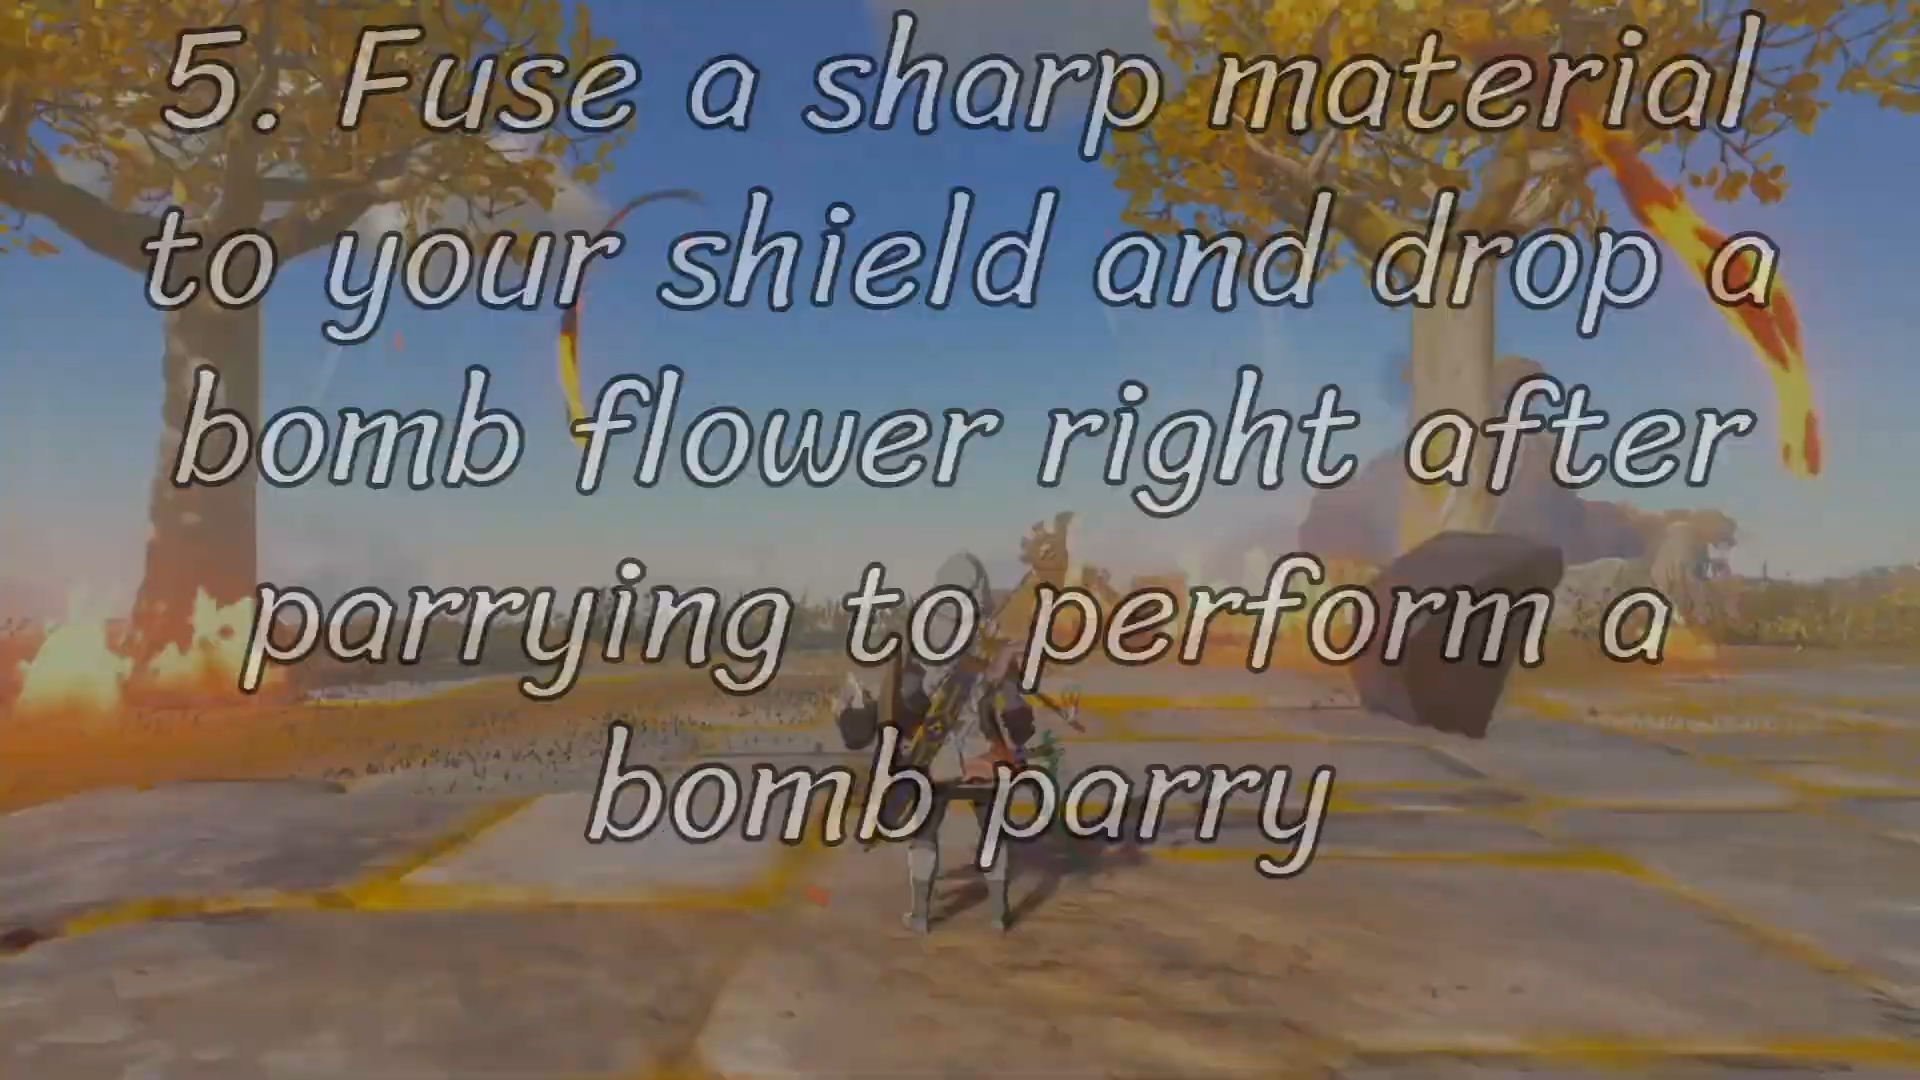 5. Fuse a sharp material
to your shield and drop a
bomb flower right after
parrying to perform a
bomb parry